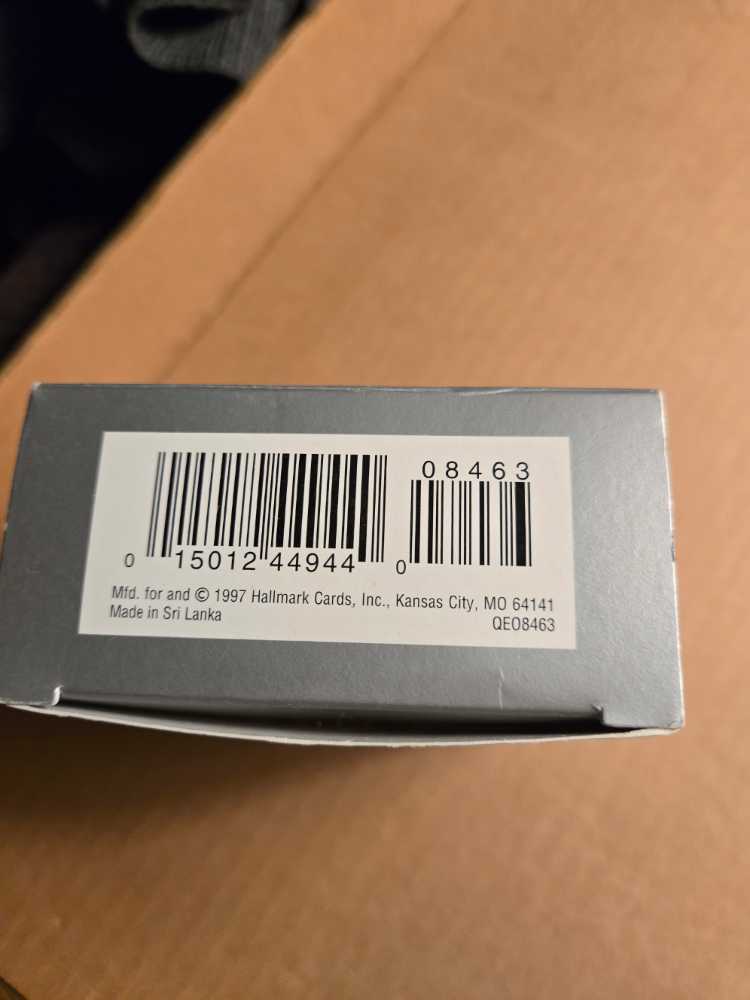 08463
0 15012 44944 0
Mfd. for and © 1997 Hallmark Cards, Inc., Kansas City, MO 64141
Made in Sri Lanka
QEO8463